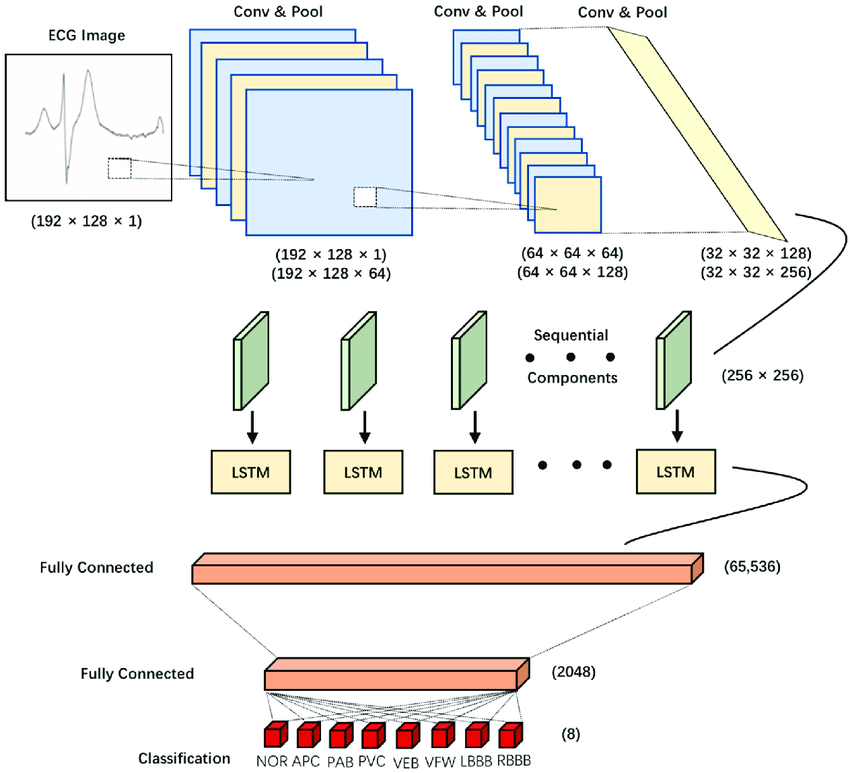 Conv & Pool
Conv & Pool
Conv & Pool
ECG Image
(192 × 128 × 1)
(192 × 128 × 1)
(192 × 128 × 64)
(64 × 64 × 64)
(64 × 64 × 128)
(32 × 32 × 128)
(32 × 32 × 256)
Sequential
Components
(256 × 256)
LSTM
LSTM
LSTM
LSTM
Fully Connected
(65,536)
Fully Connected
(2048)
(8)
Classification
NOR APC PAB PVC VEB VFW LBBB RBBB